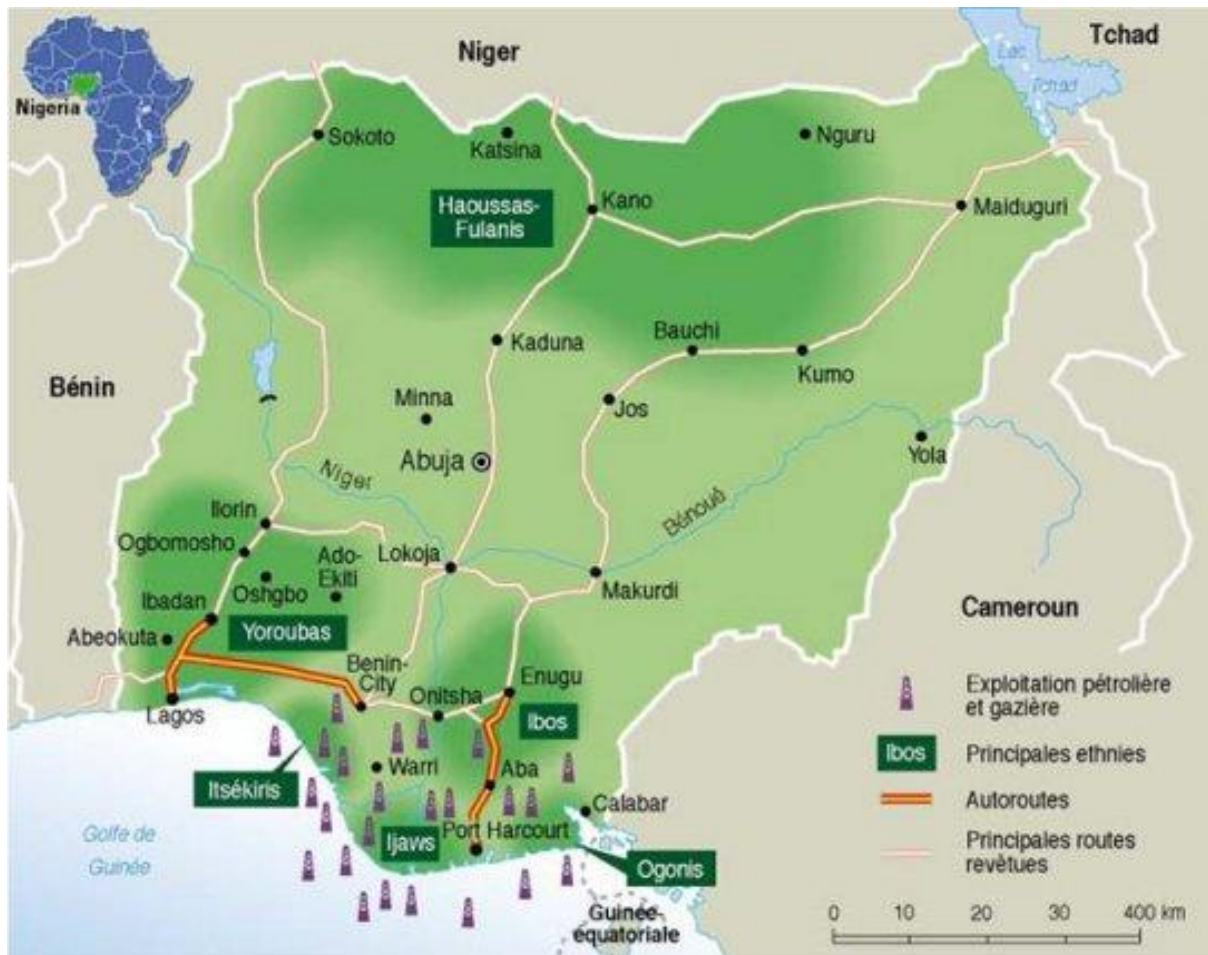 Niger
Tchad
Lac
Tchad
Nigeria
Sokoto
Katsina
Nguru
Haoussas-
Fulanis
Kano
Maiduguri
Kaduna
Bauchi
Kumo
Bénin
Minna
Jos
Abuja
Yola
Niger
Bénoué
Ilorin
Ogbomosho
Ado-
Ekiti
Lokoja
Oshgbo
Makurdi
Ibadan
Cameroun
Abeokuta
Yoroubas
Benin-
City
Onitsha
Enugu
Lagos
Ibos
Warri
Aba
Itsékiris
Calabar
Golfe de
Guinée
Ijaws
Port Harcourt
Ogonis
Guinée-
équatoriale
Exploitation pétrolière
et gazière
Ibos
Principales ethnies
Autoroutes
Principales routes
revêtues
0 10 20 30 400 km